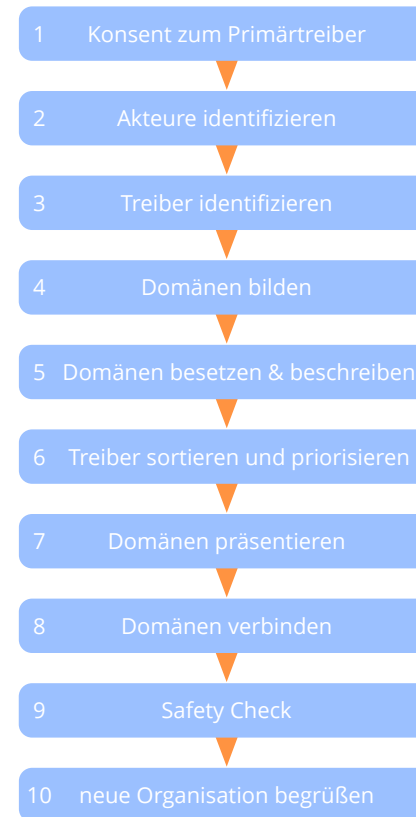 1 Konsent zum Primärtreiber
2 Akteure identifizieren
3 Treiber identifizieren
4 Domänen bilden
5 Domänen besetzen & beschreiben
6 Treiber sortieren und priorisieren
7 Domänen präsentieren
8 Domänen verbinden
9 Safety Check
10 neue Organisation begrüßen